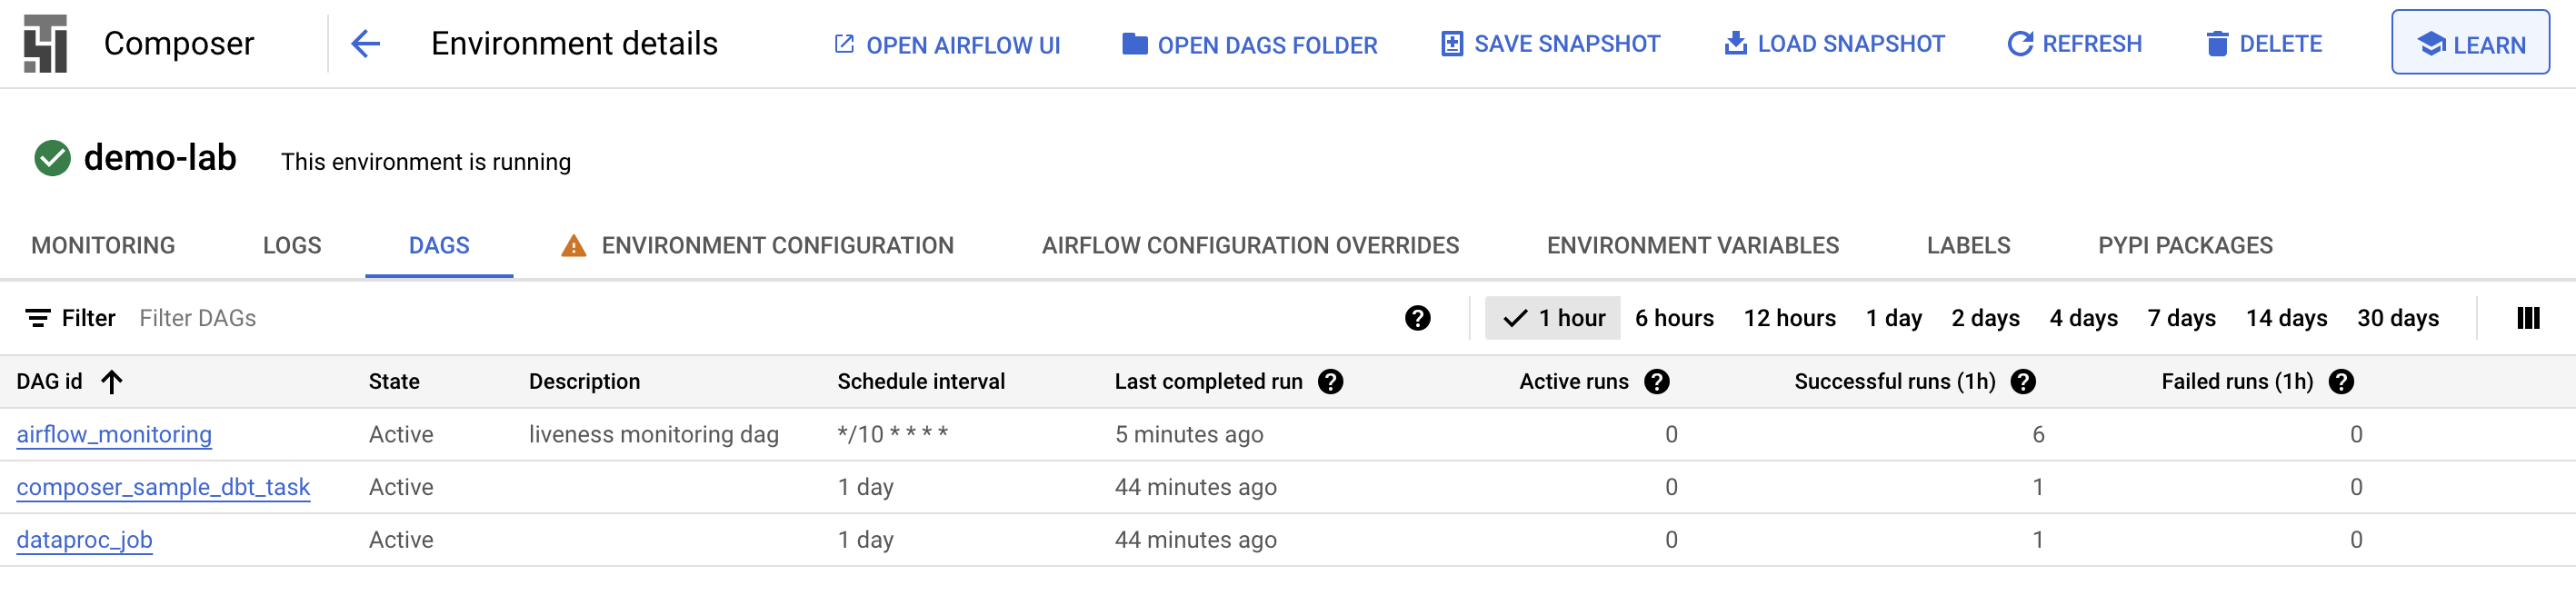 Composer Environment details OPEN AIRFLOW UI OPEN DAGS FOLDER SAVE SNAPSHOT LOAD SNAPSHOT REFRESH DELETE LEARN
demo-lab This environment is running
MONITORING LOGS DAGS ENVIRONMENT CONFIGURATION AIRFLOW CONFIGURATION OVERRIDES ENVIRONMENT VARIABLES LABELS PYPI PACKAGES
Filter Filter DAGs 1 hour 6 hours 12 hours 1 day 2 days 4 days 7 days 14 days 30 days
DAG id State Description Schedule interval Last completed run Active runs Successful runs (1h) Failed runs (1h)
airflow_monitoring Active liveness monitoring dag */10 * * * * 5 minutes ago 0 6 0
composer_sample_dbt_task Active 1 day 44 minutes ago 0 1 0
dataproc_job Active 1 day 44 minutes ago 0 1 0